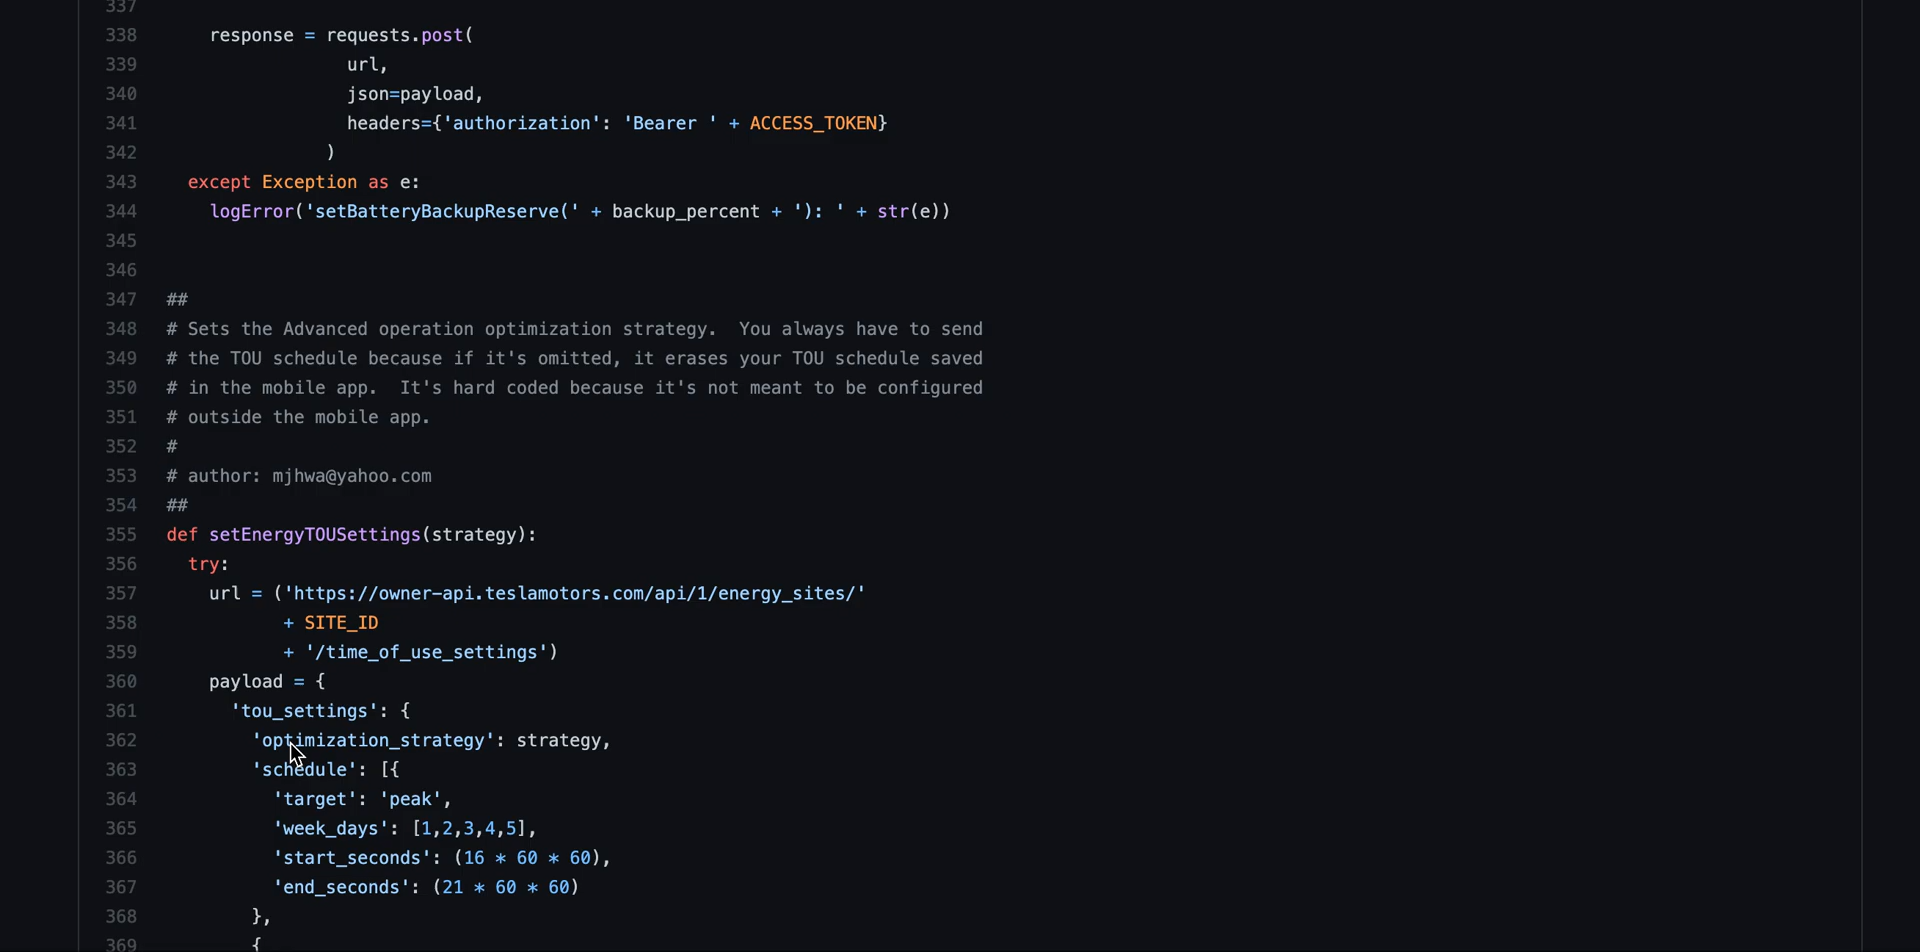 337
338 response = requests.post(
339 url,
340 json=payload,
341 headers={'authorization': 'Bearer ' + ACCESS_TOKEN}
342 )
343 except Exception as e:
344 logError('setBatteryBackupReserve(' + backup_percent + '): ' + str(e))
345
346
347 ##
348 # Sets the Advanced operation optimization strategy.  You always have to send
349 # the TOU schedule because if it's omitted, it erases your TOU schedule saved
350 # in the mobile app.  It's hard coded because it's not meant to be configured
351 # outside the mobile app.
352 #
353 # author: mjhwa@yahoo.com
354 ##
355 def setEnergyTOUSettings(strategy):
356 try:
357 url = ('https://owner-api.teslamotors.com/api/1/energy_sites/'
358 + SITE_ID
359 + '/time_of_use_settings')
360 payload = {
361 'tou_settings': {
362 'optimization_strategy': strategy,
363 'schedule': [{
364 'target': 'peak',
365 'week_days': [1,2,3,4,5],
366 'start_seconds': (16 * 60 * 60),
367 'end_seconds': (21 * 60 * 60)
368 },
369 {